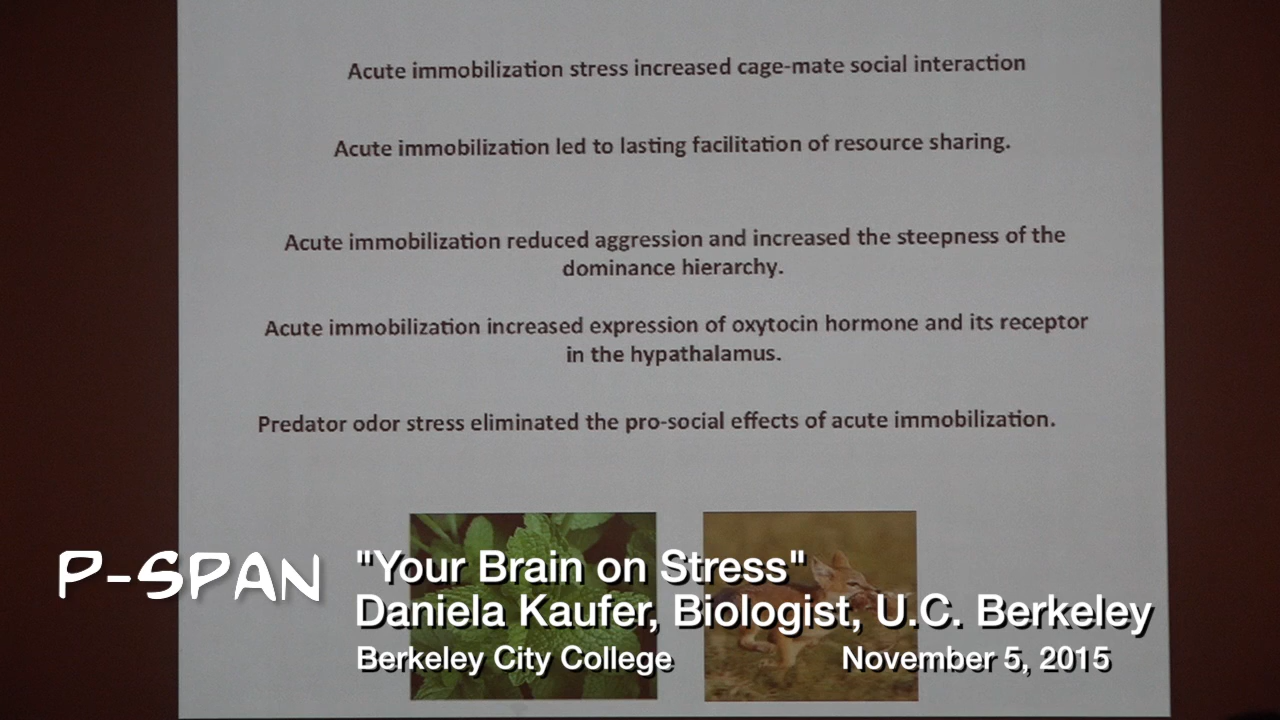 Acute immobilization stress increased cage-mate social interaction
Acute immobilization led to lasting facilitation of resource sharing.
Acute immobilization reduced aggression and increased the steepness of the
dominance hierarchy.
Acute immobilization increased expression of oxytocin hormone and its receptor
in the hypathalamus.
Predator odor stress eliminated the pro-social effects of acute immobilization.
P-SPAN
"Your Brain on Stress"
Daniela Kaufer, Biologist, U.C. Berkeley
Berkeley City College November 5, 2015